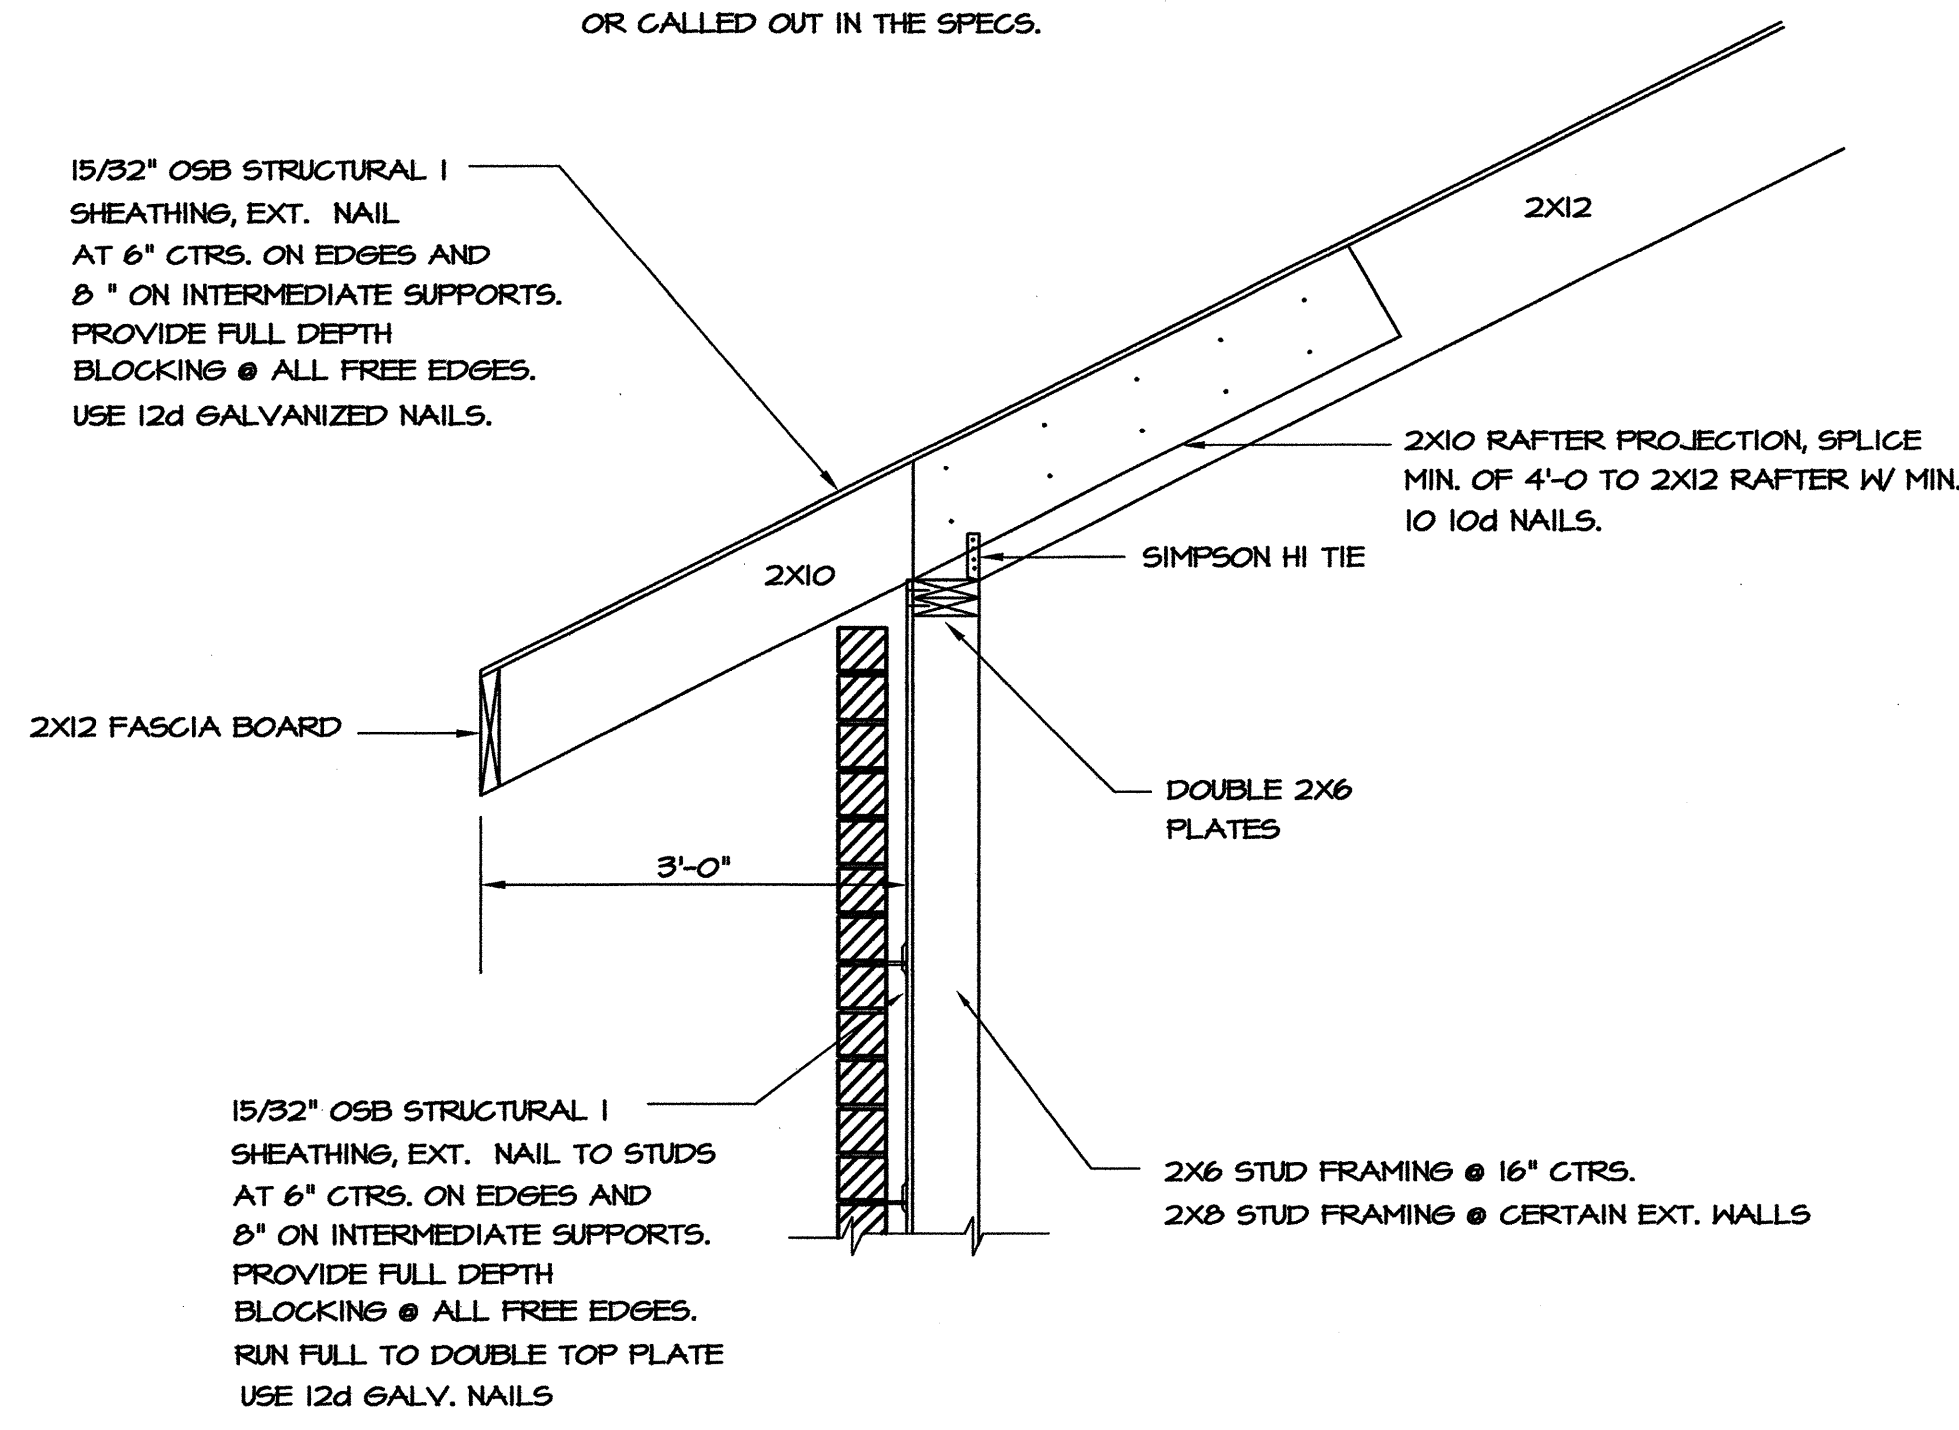 OR CALLED OUT IN THE SPECS.
15/32" OSB STRUCTURAL I
SHEATHING, EXT. NAIL
AT 6" CTRS. ON EDGES AND
8 " ON INTERMEDIATE SUPPORTS.
PROVIDE FULL DEPTH
BLOCKING @ ALL FREE EDGES.
USE 12d GALVANIZED NAILS.
2X12
2X10 RAFTER PROJECTION, SPLICE
MIN. OF 4'-0 TO 2X12 RAFTER W/ MIN.
10 10d NAILS.
SIMPSON H1 TIE
2X10
2X12 FASCIA BOARD
DOUBLE 2X6
PLATES
3'-0"
15/32" OSB STRUCTURAL I
SHEATHING, EXT. NAIL TO STUDS
AT 6" CTRS. ON EDGES AND
8" ON INTERMEDIATE SUPPORTS.
PROVIDE FULL DEPTH
BLOCKING @ ALL FREE EDGES.
RUN FULL TO DOUBLE TOP PLATE
USE 12d GALV. NAILS
2X6 STUD FRAMING @ 16" CTRS.
2X8 STUD FRAMING @ CERTAIN EXT. WALLS